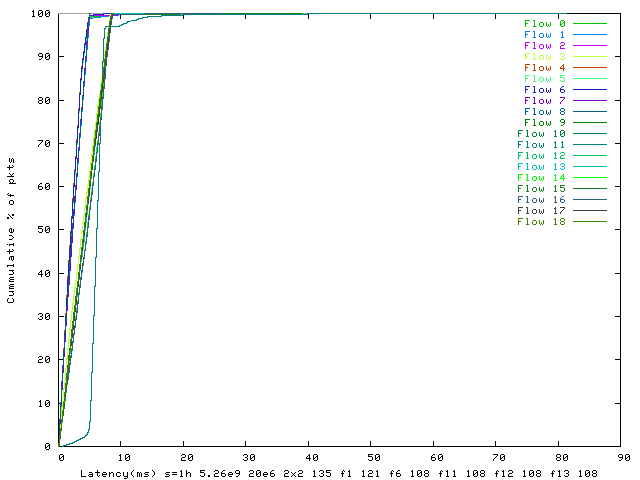 100
90
80
70
60
50
40
30
20
10
0
Cummulative % of pkts
Flow 0
Flow 1
Flow 2
Flow 3
Flow 4
Flow 5
Flow 6
Flow 7
Flow 8
Flow 9
Flow 10
Flow 11
Flow 12
Flow 13
Flow 14
Flow 15
Flow 16
Flow 17
Flow 18
0 10 20 30 40 50 60 70 80 90
Latency(ms) s=1h 5.26e9 20e6 2x2 135 f1 121 f6 108 f11 108 f12 108 f13 108